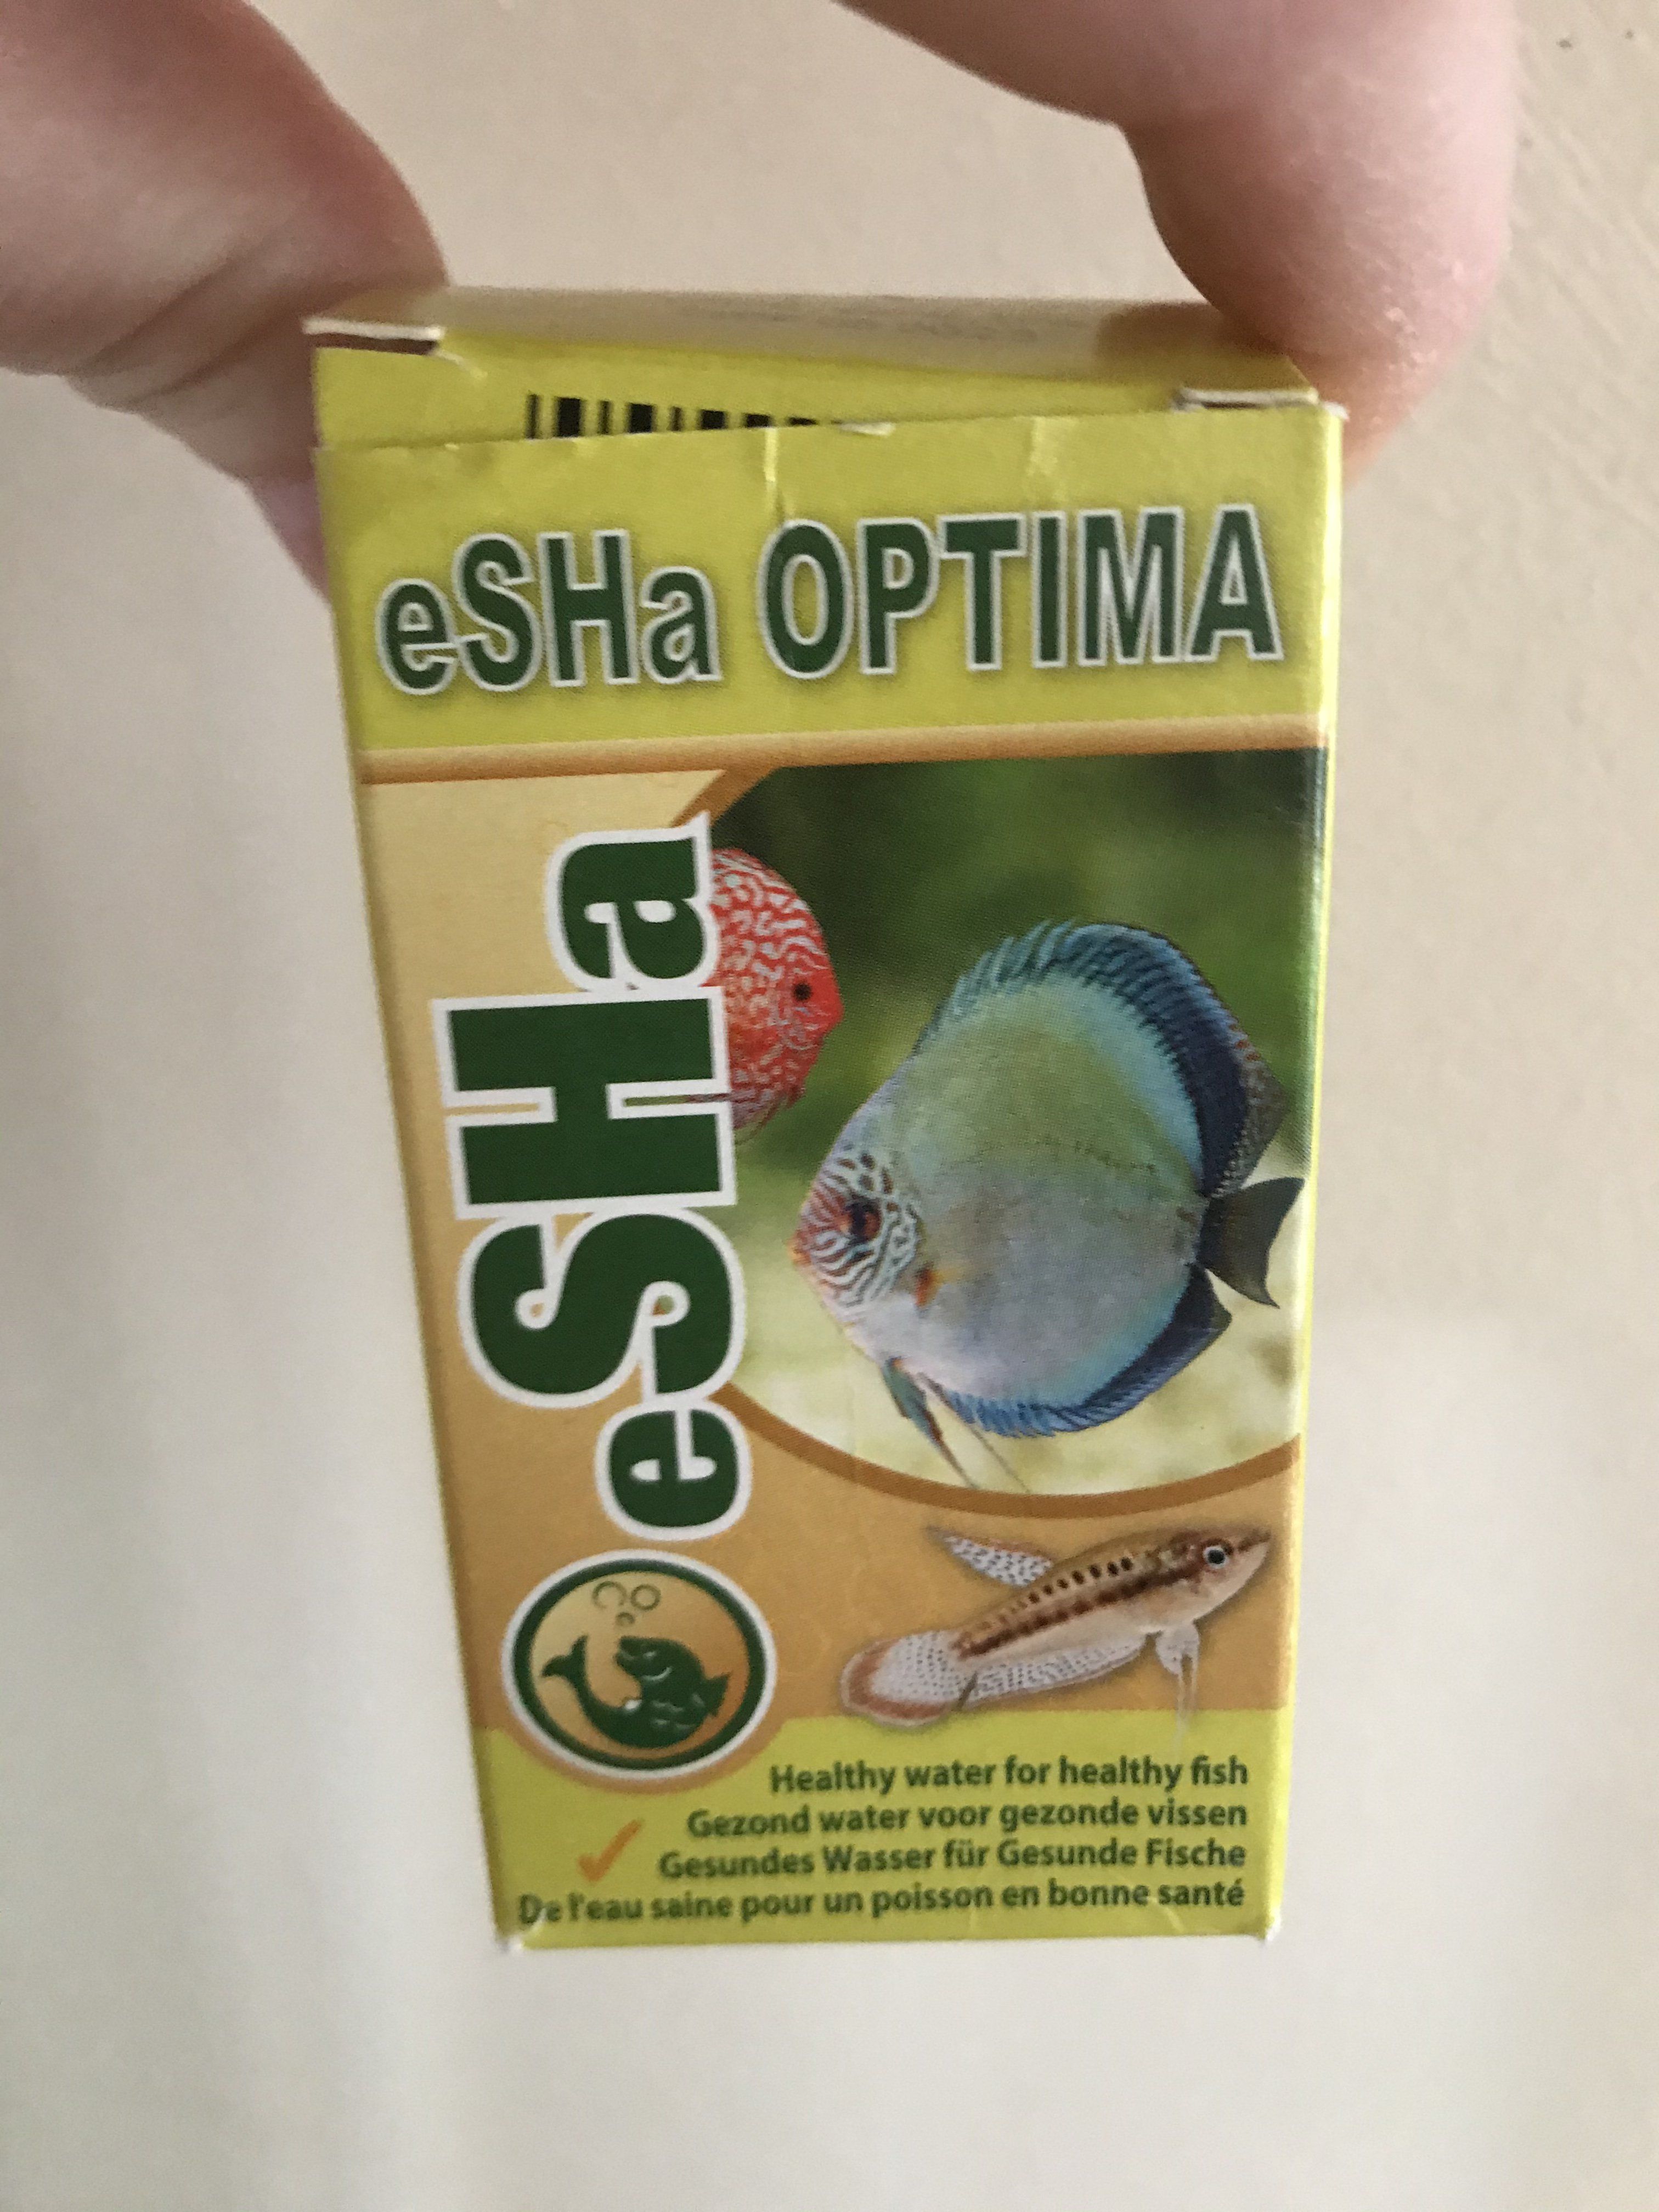 eSHa OPTIMA
eSHa
Healthy water for healthy fish
Gezond water voor gezonde vissen
Gesundes Wasser für Gesunde Fische
De l'eau saine pour un poisson en bonne santé